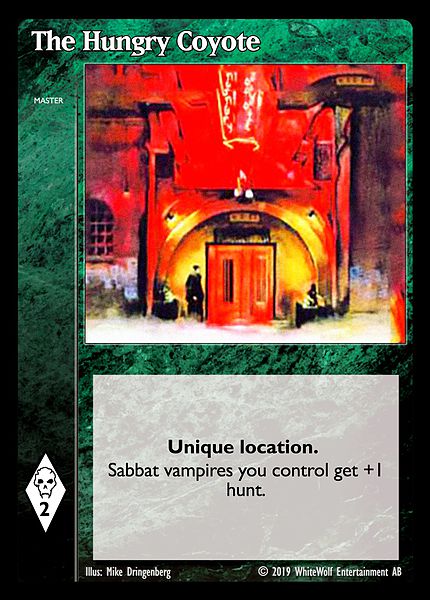 The Hungry Coyote
MASTER
Unique location.
Sabbat vampires you control get +1
hunt.
2
Illus: Mike Dringenberg © 2019 WhiteWolf Entertainment AB